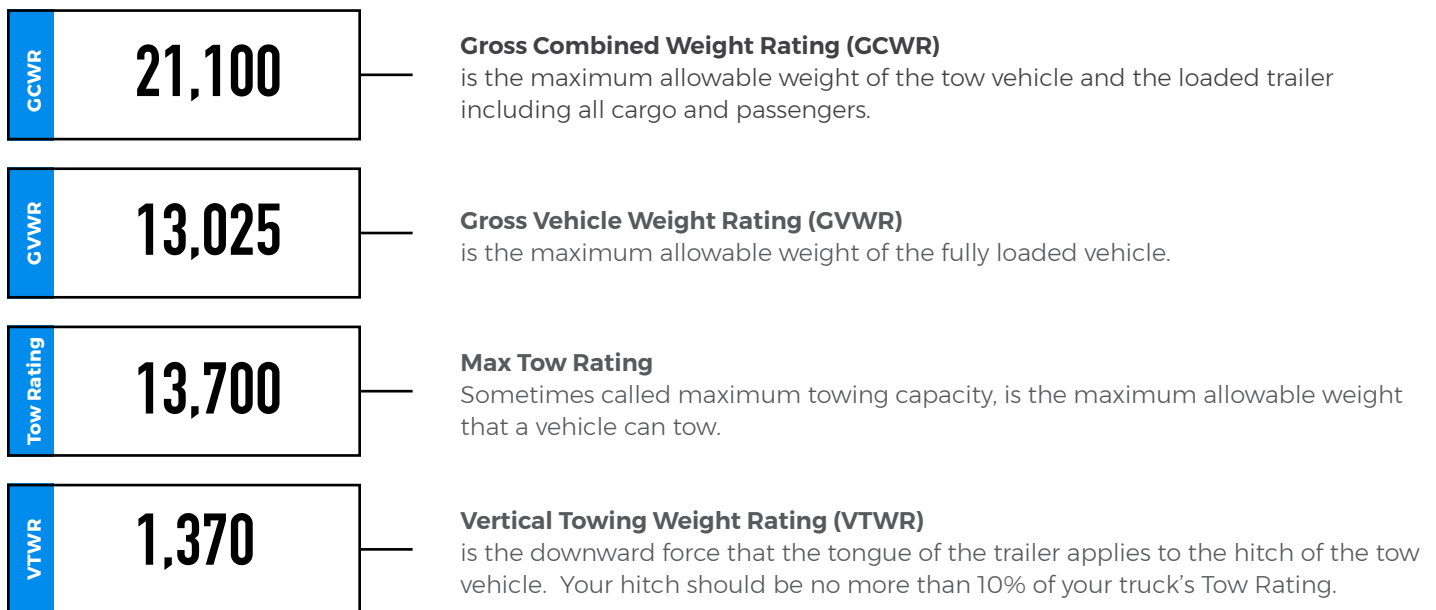 GCWR
21,100
Gross Combined Weight Rating (GCWR)
is the maximum allowable weight of the tow vehicle and the loaded trailer
including all cargo and passengers.
GVWR
13,025
Gross Vehicle Weight Rating (GVWR)
is the maximum allowable weight of the fully loaded vehicle.
Tow Rating
13,700
Max Tow Rating
Sometimes called maximum towing capacity, is the maximum allowable weight
that a vehicle can tow.
VTWR
1,370
Vertical Towing Weight Rating (VTWR)
is the downward force that the tongue of the trailer applies to the hitch of the tow
vehicle.  Your hitch should be no more than 10% of your truck’s Tow Rating.